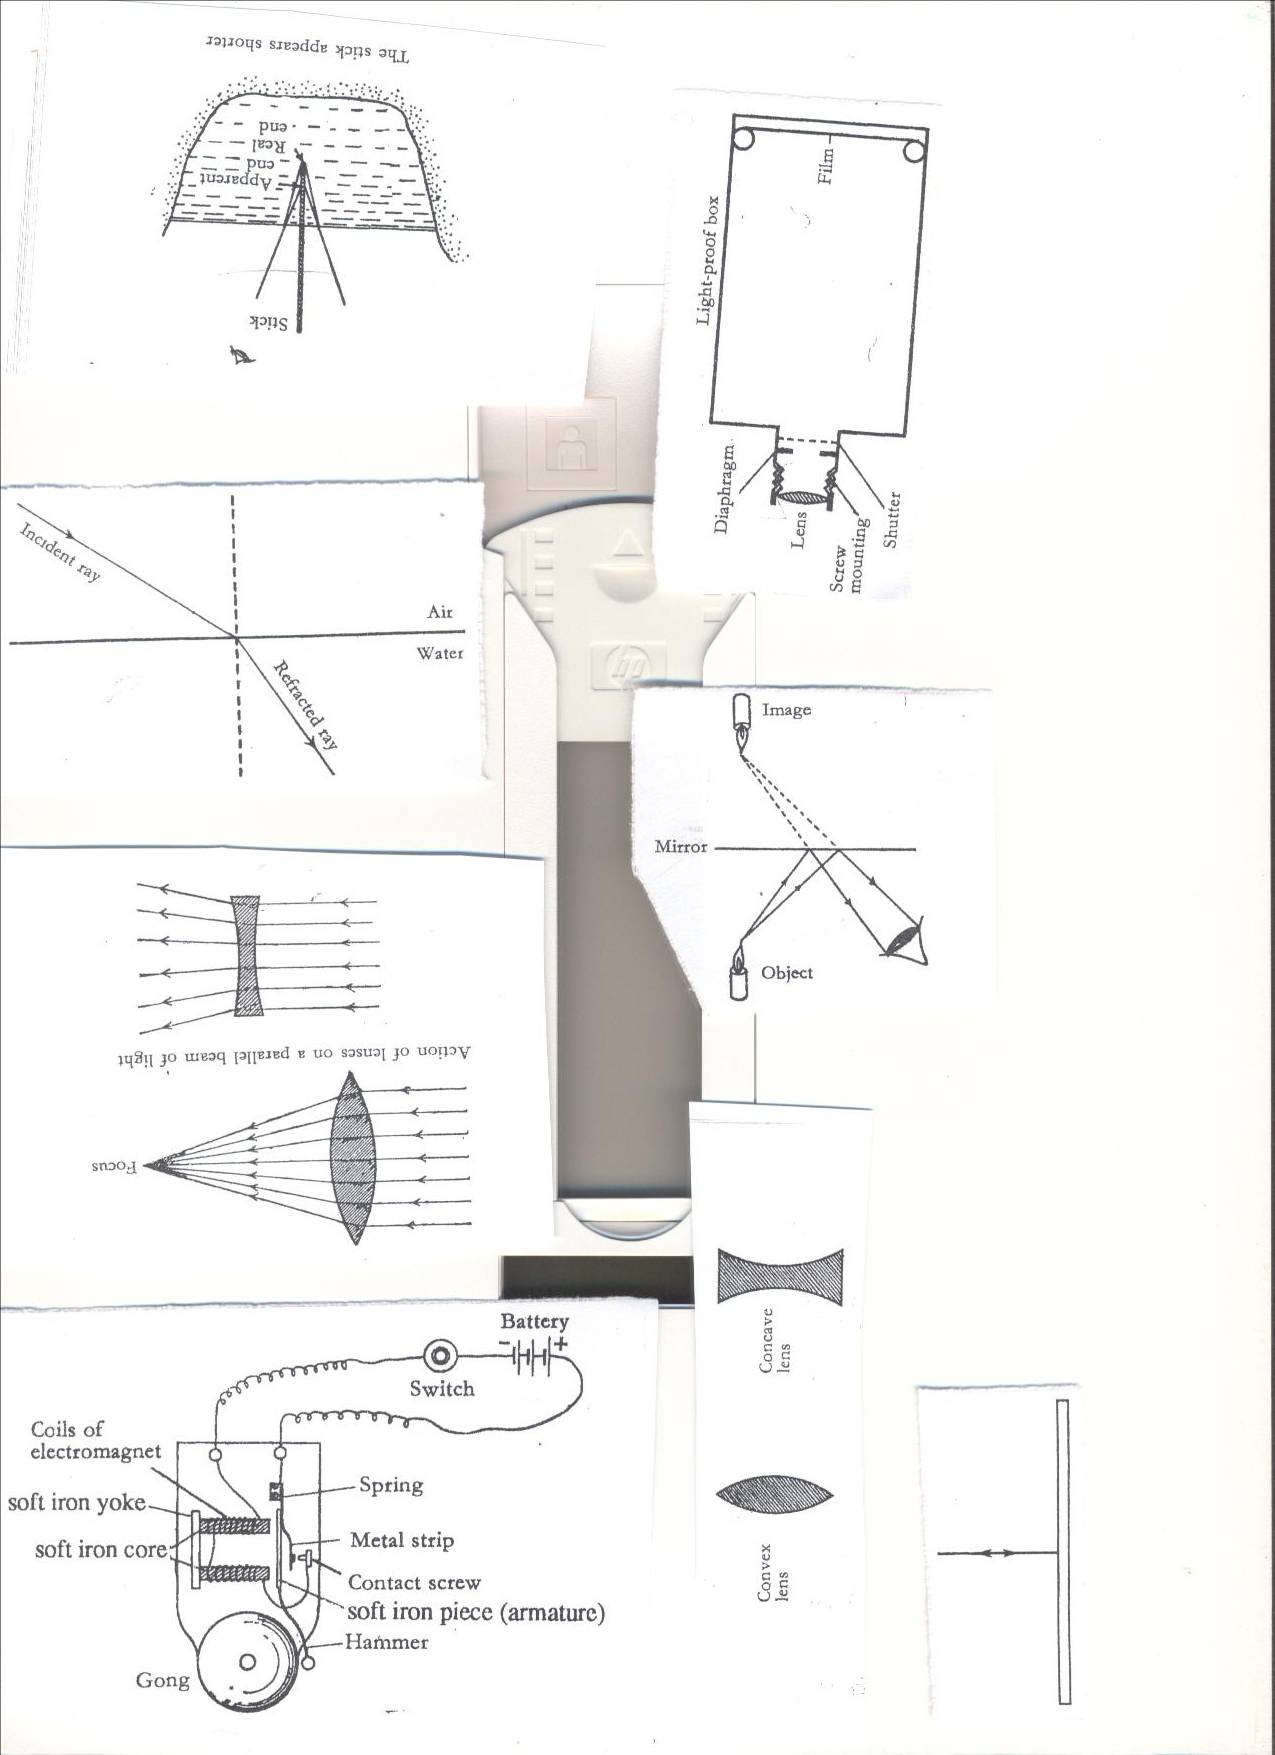 The stick appears shorter
end
Real
end
Apparent
Stick
Film
Light-proof box
Diaphragm
Lens
Screw
mounting
Shutter
Incident ray
Air
Water
Refracted ray
hp
Image
Mirror
Object
Action of lenses on a parallel beam of light
Focus
Concave
lens
Convex
lens
Battery
- +
Switch
Coils of
electromagnet
Spring
soft iron yoke
Metal strip
soft iron core
Contact screw
soft iron piece (armature)
Hammer
Gong